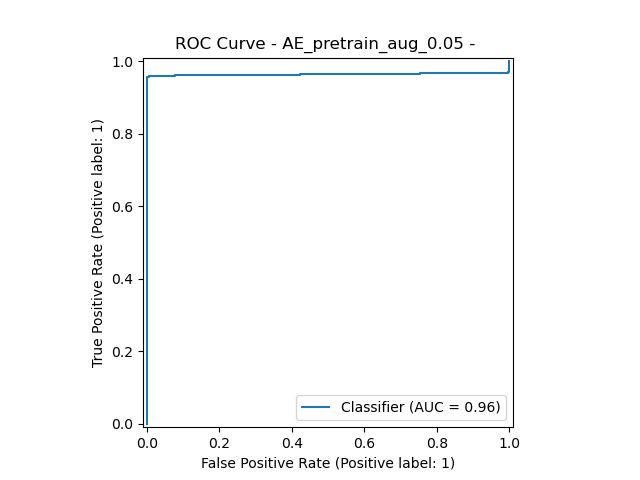 ROC Curve - AE_pretrain_aug_0.05 -
True Positive Rate (Positive label: 1)
1.0
0.8
0.6
0.4
0.2
0.0
Classifier (AUC = 0.96)
0.0 0.2 0.4 0.6 0.8 1.0
False Positive Rate (Positive label: 1)